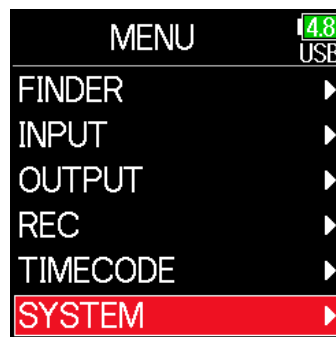 MENU
4.8
USB
FINDER
INPUT
OUTPUT
REC
TIMECODE
SYSTEM